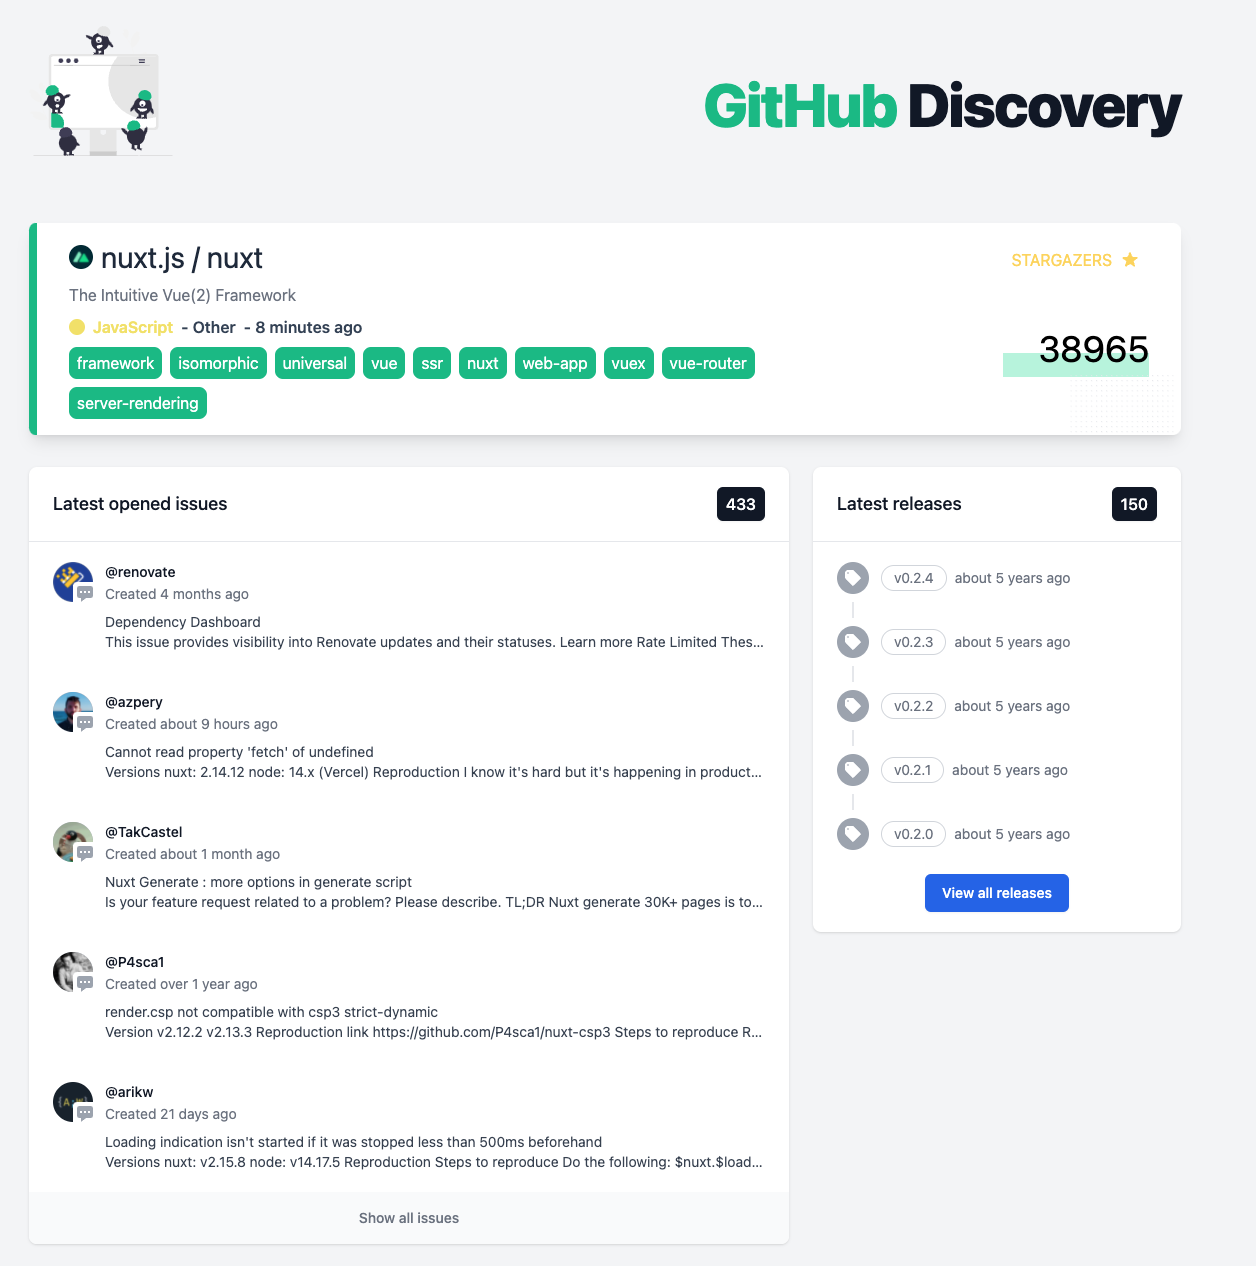 GitHub Discovery
nuxt.js / nuxt
STARGAZERS
The Intuitive Vue(2) Framework
JavaScript - Other - 8 minutes ago
38965
framework isomorphic universal vue ssr nuxt web-app vuex vue-router
server-rendering
Latest opened issues 433
@renovate
Created 4 months ago
Dependency Dashboard
This issue provides visibility into Renovate updates and their statuses. Learn more Rate Limited Thes...
@azpery
Created about 9 hours ago
Cannot read property 'fetch' of undefined
Versions nuxt: 2.14.12 node: 14.x (Vercel) Reproduction I know it's hard but it's happening in product...
@TakCastel
Created about 1 month ago
Nuxt Generate : more options in generate script
Is your feature request related to a problem? Please describe. TL;DR Nuxt generate 30K+ pages is to...
@P4sca1
Created over 1 year ago
render.csp not compatible with csp3 strict-dynamic
Version v2.12.2 v2.13.3 Reproduction link https://github.com/P4sca1/nuxt-csp3 Steps to reproduce R...
@arikw
Created 21 days ago
Loading indication isn't started if it was stopped less than 500ms beforehand
Versions nuxt: v2.15.8 node: v14.17.5 Reproduction Steps to reproduce Do the following: $nuxt.$load...
Show all issues
Latest releases 150
v0.2.4 about 5 years ago
v0.2.3 about 5 years ago
v0.2.2 about 5 years ago
v0.2.1 about 5 years ago
v0.2.0 about 5 years ago
View all releases